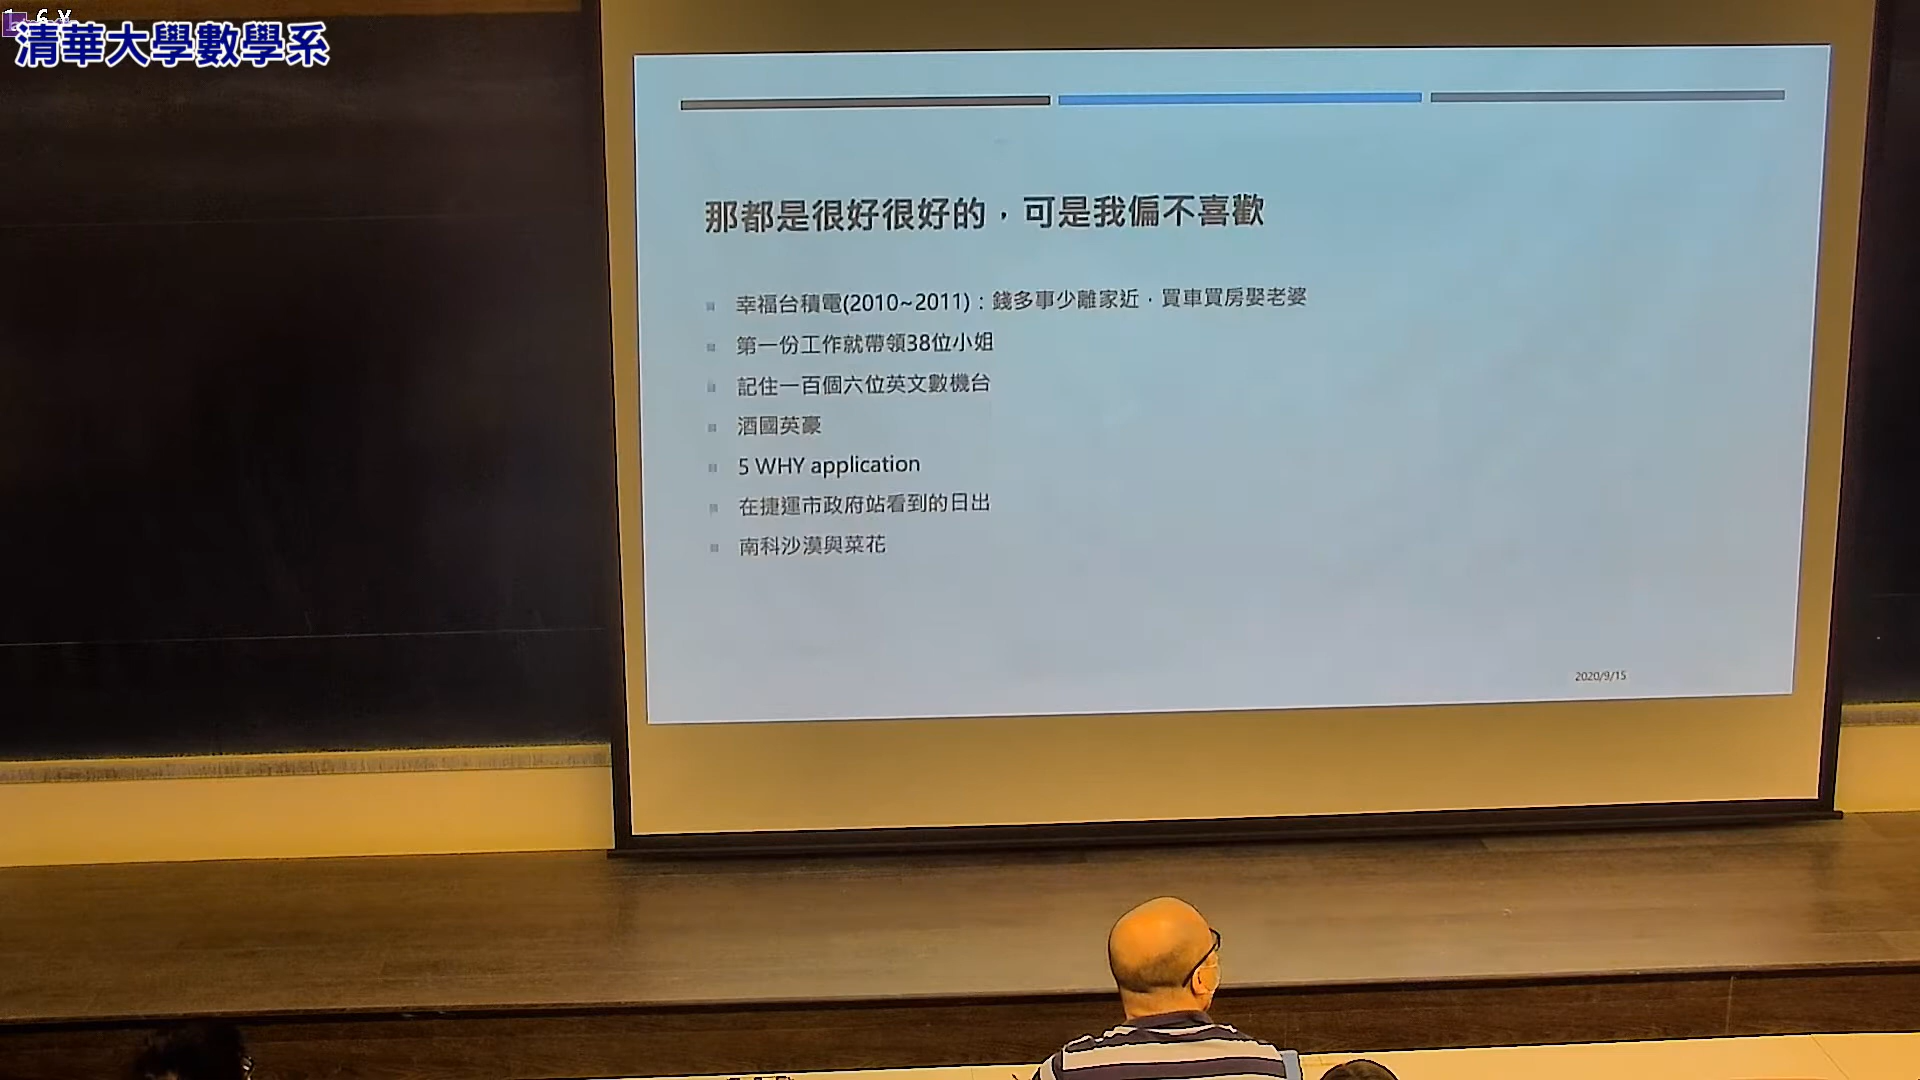 清華大學數學系
那都是很好很好的，可是我偏不喜歡
幸福台積電(2010~2011)：錢多事少離家近，買車買房娶老婆
第一份工作就帶領38位小姐
記住一百個六位英文數機台
酒國英豪
5 WHY application
在捷運市政府站看到的日出
南科沙漠與菜花
2020/9/15